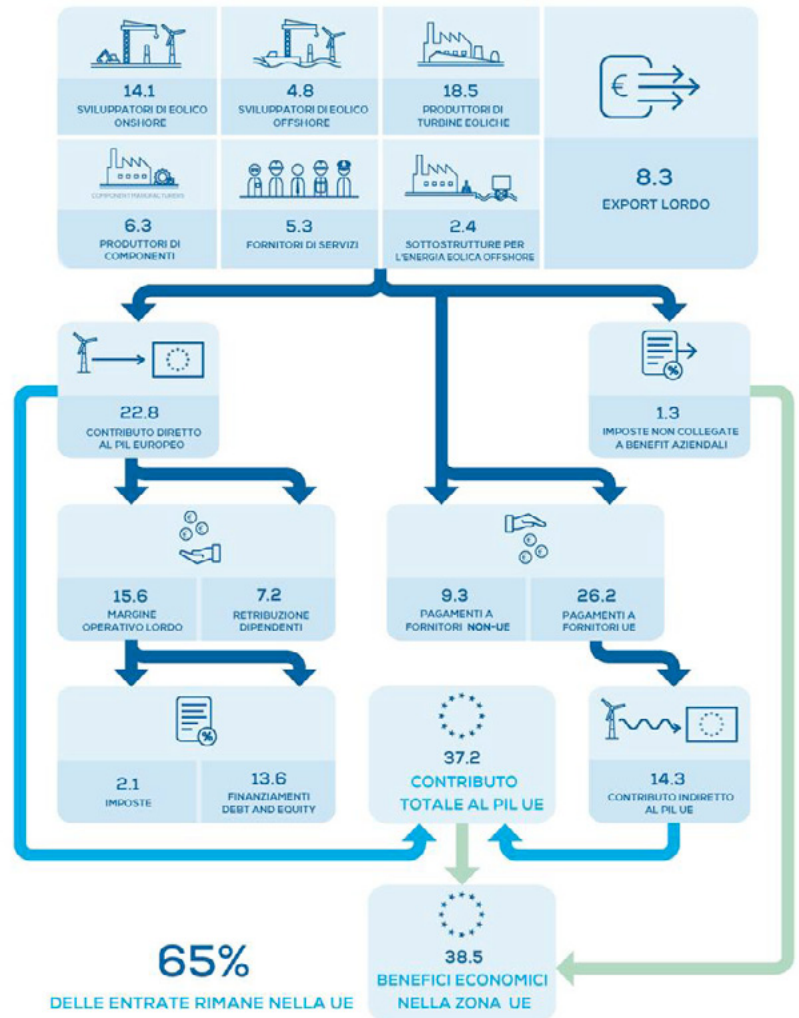 14.1
SVILUPPATORI DI EOLICO
ONSHORE
4.8
SVILUPPATORI DI EOLICO
OFFSHORE
18.5
PRODUTTORI DI
TURBINE EOLICHE
8.3
EXPORT LORDO
COMPONENT MANUFACTURERS
6.3
PRODUTTORI DI
COMPONENTI
5.3
FORNITORI DI SERVIZI
2.4
SOTTOSTRUTTURE PER
L'ENERGIA EOLICA OFFSHORE
22.8
CONTRIBUTO DIRETTO
AL PIL EUROPEO
%
1.3
IMPOSTE NON COLLEGATE
A BENEFIT AZIENDALI
15.6
MARGINE
OPERATIVO LORDO
7.2
RETRIBUZIONE
DIPENDENTI
9.3
PAGAMENTI A
FORNITORI NON-UE
26.2
PAGAMENTI A
FORNITORI UE
%
2.1
IMPOSTE
13.6
FINANZIAMENTI
DEBT AND EQUITY
37.2
CONTRIBUTO
TOTALE AL PIL UE
14.3
CONTRIBUTO INDIRETTO
AL PIL UE
65%
DELLE ENTRATE RIMANE NELLA UE
38.5
BENEFICI ECONOMICI
NELLA ZONA UE